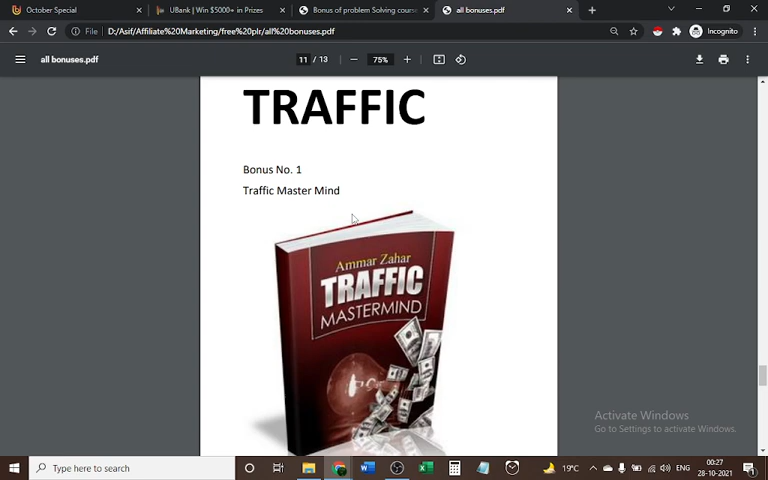 October Special
UBank | Win $5000+ in Prizes
Bonus of problem Solving course
all bonuses.pdf
File | D:/Asif/Affiliate%20Marketing/free%20plr/all%20bonuses.pdf
Incognito
all bonuses.pdf
11 / 13
75%
TRAFFIC
Bonus No. 1
Traffic Master Mind
Ammar Zahar
TRAFFIC
MASTERMIND
Activate Windows
Go to Settings to activate Windows.
Type here to search
19°C
ENG
00:27
28-10-2021